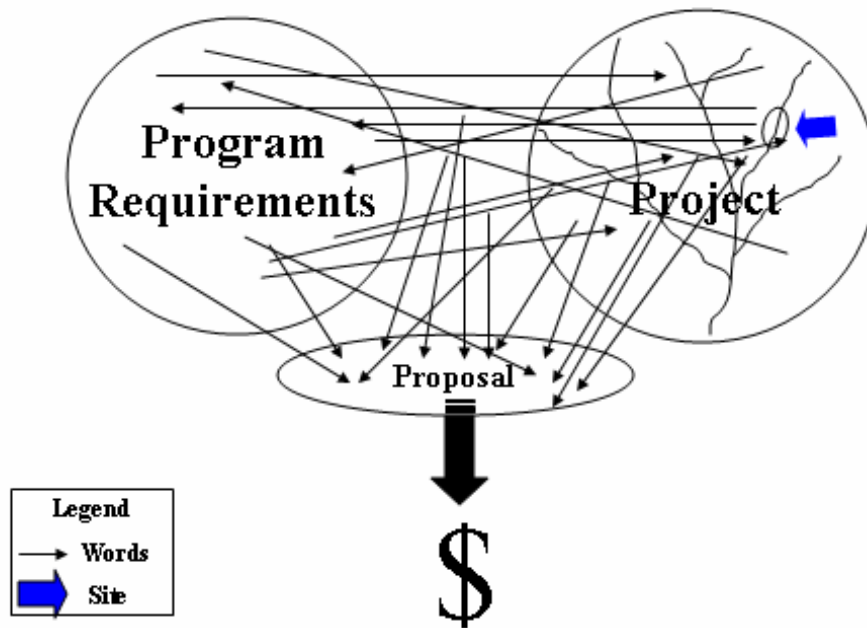 Program
Requirements
Project
Proposal
$
Legend
Words
Site